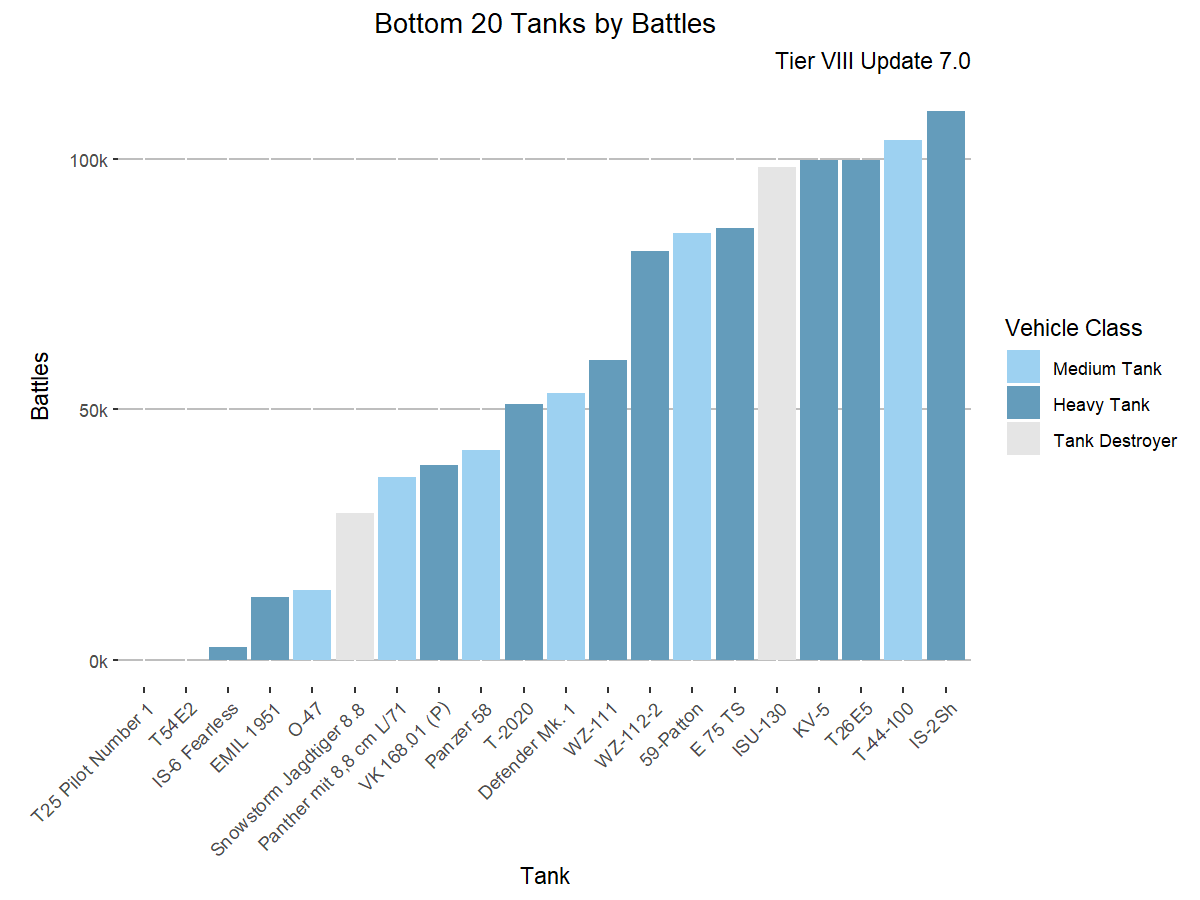 Bottom 20 Tanks by Battles
Tier VIII Update 7.0
Battles
100k
50k
0k
T25 Pilot Number 1
T54E2
IS-6 Fearless
EMIL 1951
O-47
Snowstorm Jagdtiger 8.8
Panther mit 8,8 cm L/71
VK 168.01 (P)
Panzer 58
T-2020
Defender Mk. 1
WZ-111
WZ-112-2
59-Patton
E 75 TS
ISU-130
KV-5
T26E5
T-44-100
IS-2Sh
Tank
Vehicle Class
Medium Tank
Heavy Tank
Tank Destroyer